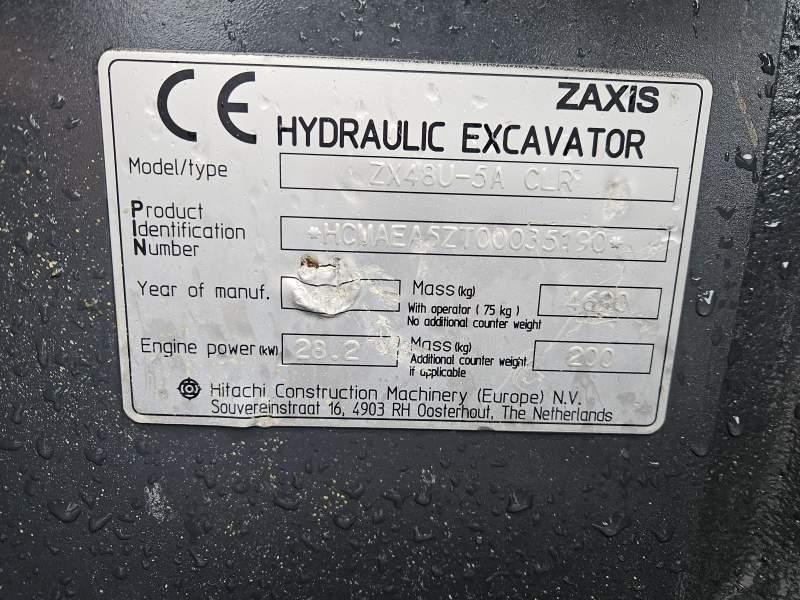 CE
ZAXIS
HYDRAULIC EXCAVATOR
Model/type ZX48U-5A CLR
Product
Identification
Number *HCMAEA5ZT00035190*
Year of manuf.
Mass (kg)
With operator ( 75 kg )
No additional counter weight
Engine power (kW) 28.2
Mass (kg) 200
Additional counter weight
if applicable
Hitachi Construction Machinery (Europe) N.V.
Souvereinstraat 16, 4903 RH Oosterhout, The Netherlands